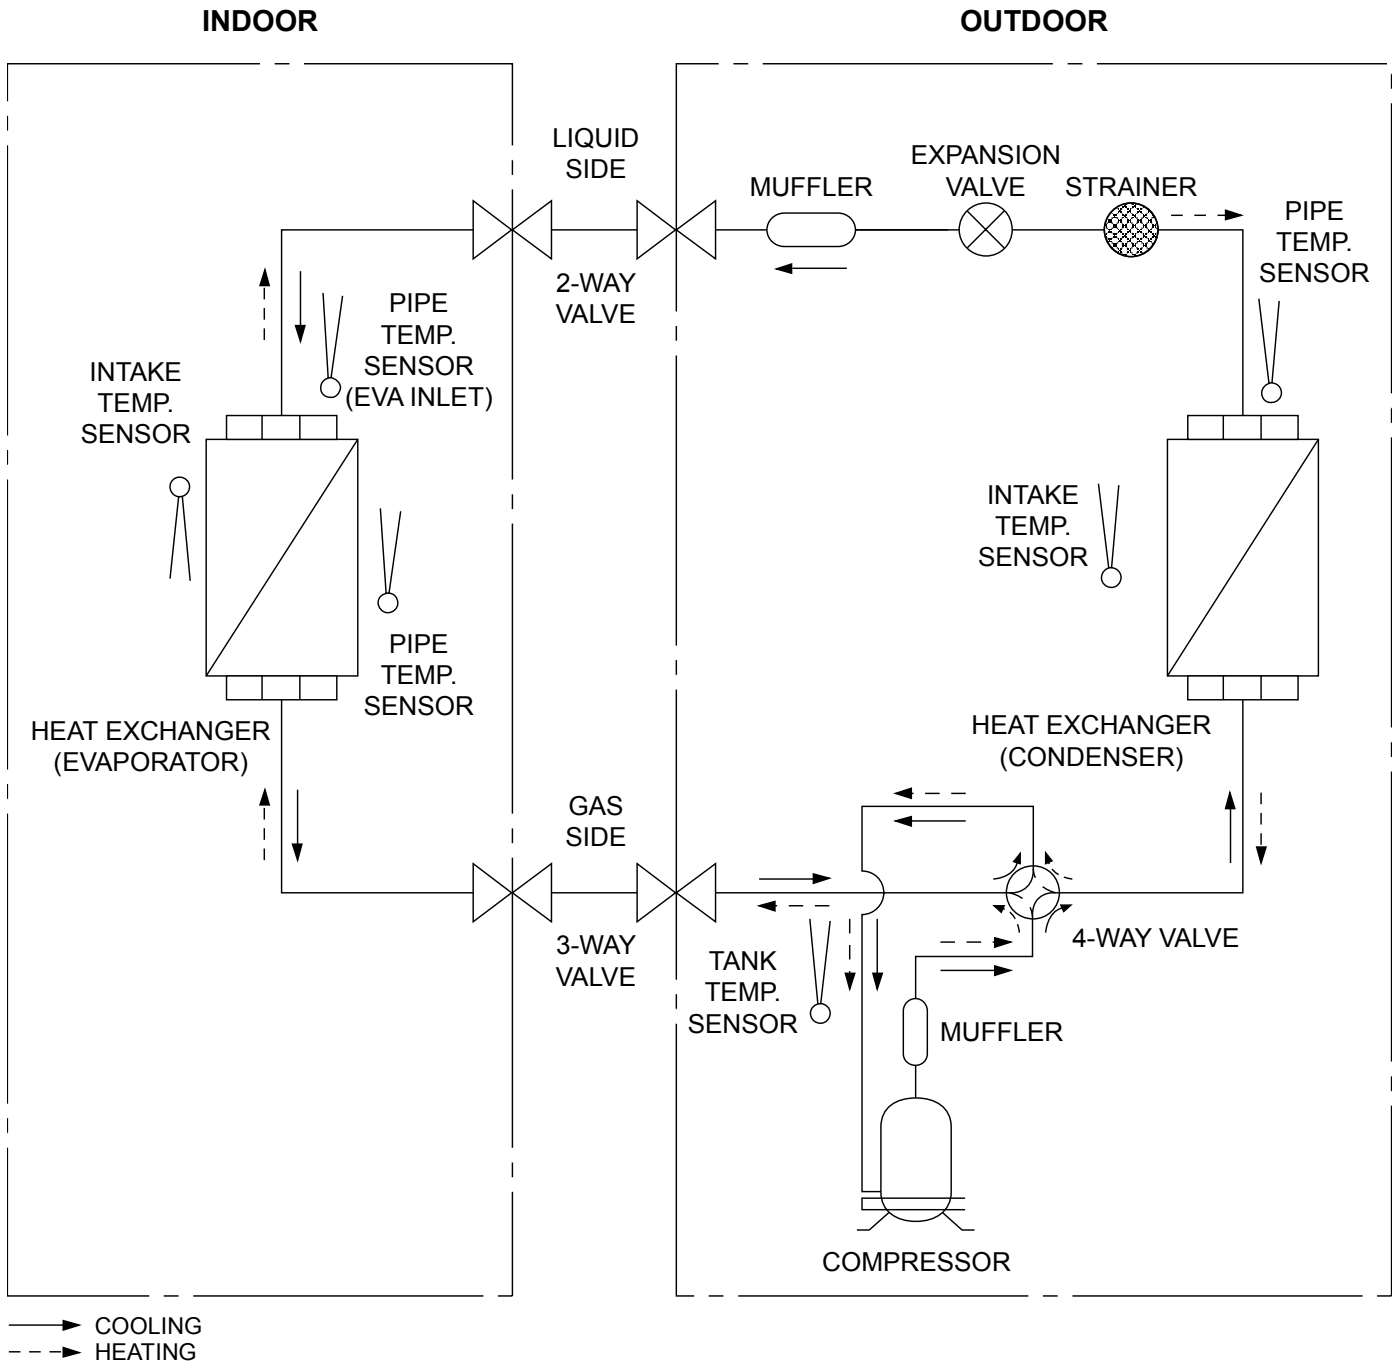 INDOOR
OUTDOOR
LIQUID
SIDE
MUFFLER
EXPANSION
VALVE
STRAINER
PIPE
TEMP.
SENSOR
2-WAY
VALVE
PIPE
TEMP.
SENSOR
(EVA INLET)
INTAKE
TEMP.
SENSOR
INTAKE
TEMP.
SENSOR
PIPE
TEMP.
SENSOR
HEAT EXCHANGER
(EVAPORATOR)
HEAT EXCHANGER
(CONDENSER)
GAS
SIDE
3-WAY
VALVE
4-WAY VALVE
TANK
TEMP.
SENSOR
MUFFLER
COMPRESSOR
COOLING
HEATING